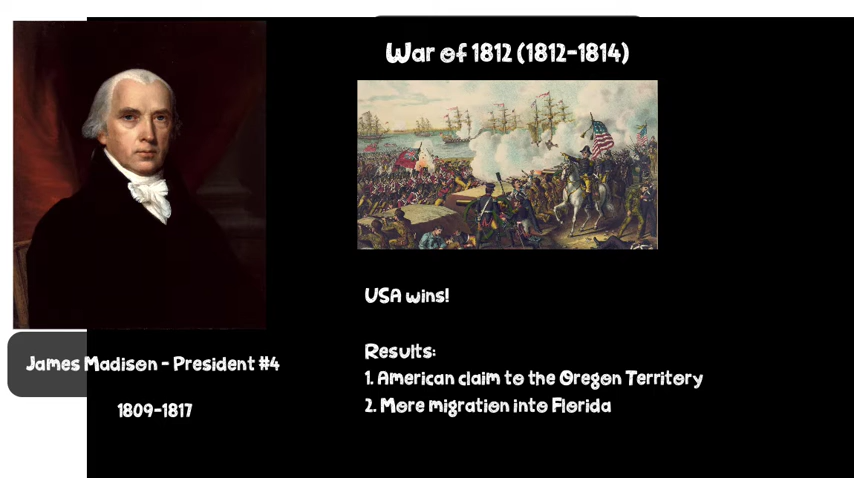 War of 1812 (1812-1814)
USA wins!
Results:
1. American claim to the Oregon Territory
2. More migration into Florida
James Madison - President #4
1809-1817